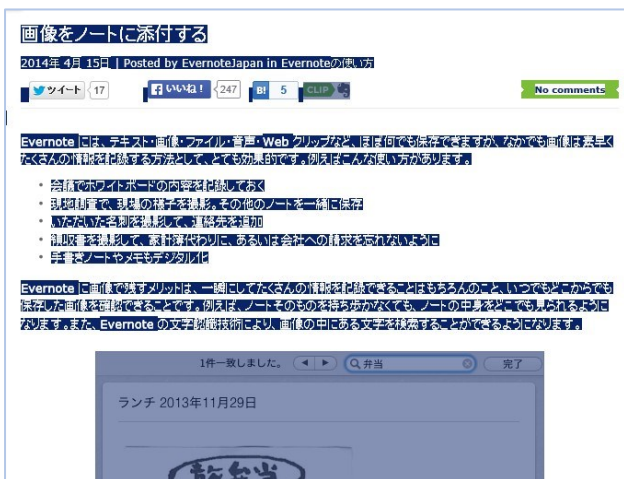 画像をノートに添付する
2014年 4月 15日 | Posted by EvernoteJapan in Evernoteの使い方
ツイート 17 いいね! 247 B! 5 CLIP No comments
Evernote には、テキスト・画像・ファイル・音声・Web クリップなど、ほぼ何でも保存できますが、なかでも画像は素早く
たくさんの情報を記録する方法として、とても効果的です。例えばこんな使い方があります。
• 会議でホワイトボードの内容を記録しておく
• 現地調査で、現場の様子を撮影。その他のノートと一緒に保存
• いただいた名刺を撮影して、連絡先を追加
• 領収書を撮影して、家計簿代わりに、あるいは会社への請求を忘れないように
• 手書きノートやメモもデジタル化
Evernote に画像で残すメリットは、一瞬にしてたくさんの情報を記録できることはもちろんのこと、いつでもどこからでも
保存した画像を確認できることです。例えば、ノートそのものを持ち歩かなくても、ノートの中身をどこでも見られるように
なります。また、Evernote の文字認識技術により、画像の中にある文字を検索することができるようになります。
1件一致しました。 弁当 完了
ランチ 2013年11月29日
弁当